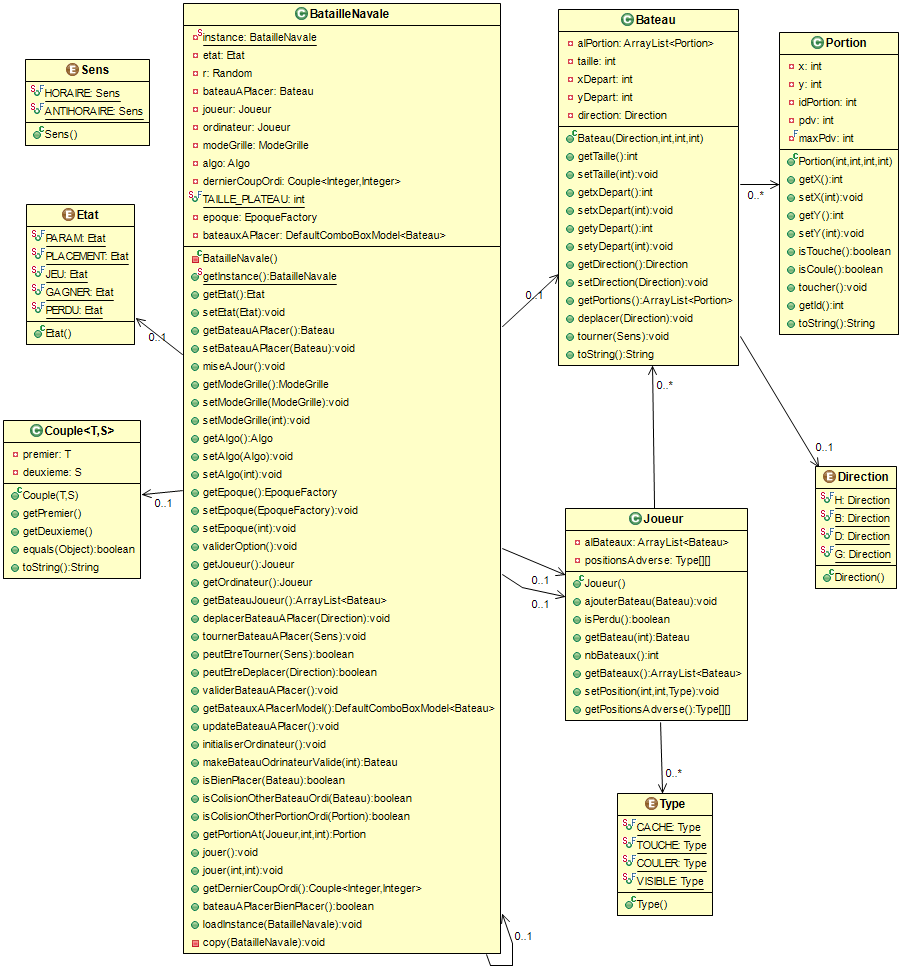 Sens
HORAIRE: Sens
ANTIHORAIRE: Sens
Sens()
Etat
PARAM: Etat
PLACEMENT: Etat
JEU: Etat
GAGNER: Etat
PERDU: Etat
Etat()
0..1
Couple<T,S>
premier: T
deuxieme: S
Couple(T,S)
getPremier()
getDeuxieme()
equals(Object):boolean
toString():String
0..1
BatailleNavale
instance: BatailleNavale
etat: Etat
r: Random
bateauAPlacer: Bateau
joueur: Joueur
ordinateur: Joueur
modeGrille: ModeGrille
algo: Algo
dernierCoupOrdi: Couple<Integer,Integer>
TAILLE_PLATEAU: int
epoque: EpoqueFactory
bateauxAPlacer: DefaultComboBoxModel<Bateau>
BatailleNavale()
getInstance():BatailleNavale
getEtat():Etat
setEtat(Etat):void
getBateauAPlacer():Bateau
setBateauAPlacer(Bateau):void
miseAJour():void
getModeGrille():ModeGrille
setModeGrille(ModeGrille):void
setModeGrille(int):void
getAlgo():Algo
setAlgo(Algo):void
setAlgo(int):void
getEpoque():EpoqueFactory
setEpoque(EpoqueFactory):void
setEpoque(int):void
validerOption():void
getJoueur():Joueur
getOrdinateur():Joueur
getBateauJoueur():ArrayList<Bateau>
deplacerBateauAPlacer(Direction):void
tournerBateauAPlacer(Sens):void
peutEtreTourner(Sens):boolean
peutEtreDeplacer(Direction):boolean
validerBateauAPlacer():void
getBateauxAPlacerModel():DefaultComboBoxModel<Bateau>
updateBateauAPlacer():void
initialiserOrdinateur():void
makeBateauOdrinateurValide(int):Bateau
isBienPlacer(Bateau):boolean
isColisionOtherBateauOrdi(Bateau):boolean
isColisionOtherPortionOrdi(Portion):boolean
getPortionAt(Joueur,int,int):Portion
jouer():void
jouer(int,int):void
getDernierCoupOrdi():Couple<Integer,Integer>
bateauAPlacerBienPlacer():boolean
loadInstance(BatailleNavale):void
copy(BatailleNavale):void
0..1
0..1
0..1
0..1
Bateau
alPortion: ArrayList<Portion>
taille: int
xDepart: int
yDepart: int
direction: Direction
Bateau(Direction,int,int,int)
getTaille():int
setTaille(int):void
getxDepart():int
setxDepart(int):void
getyDepart():int
setyDepart(int):void
getDirection():Direction
setDirection(Direction):void
getPortions():ArrayList<Portion>
deplacer(Direction):void
tourner(Sens):void
toString():String
0..*
0..*
Portion
x: int
y: int
idPortion: int
pdv: int
maxPdv: int
Portion(int,int,int,int)
getX():int
setX(int):void
getY():int
setY(int):void
isTouche():boolean
isCoule():boolean
toucher():void
getId():int
toString():String
0..1
Direction
H: Direction
B: Direction
D: Direction
G: Direction
Direction()
Joueur
alBateaux: ArrayList<Bateau>
positionsAdverse: Type[][]
Joueur()
ajouterBateau(Bateau):void
isPerdu():boolean
getBateau(int):Bateau
nbBateaux():int
getBateaux():ArrayList<Bateau>
setPosition(int,int,Type):void
getPositionsAdverse():Type[][]
0..*
Type
CACHE: Type
TOUCHE: Type
COULER: Type
VISIBLE: Type
Type()